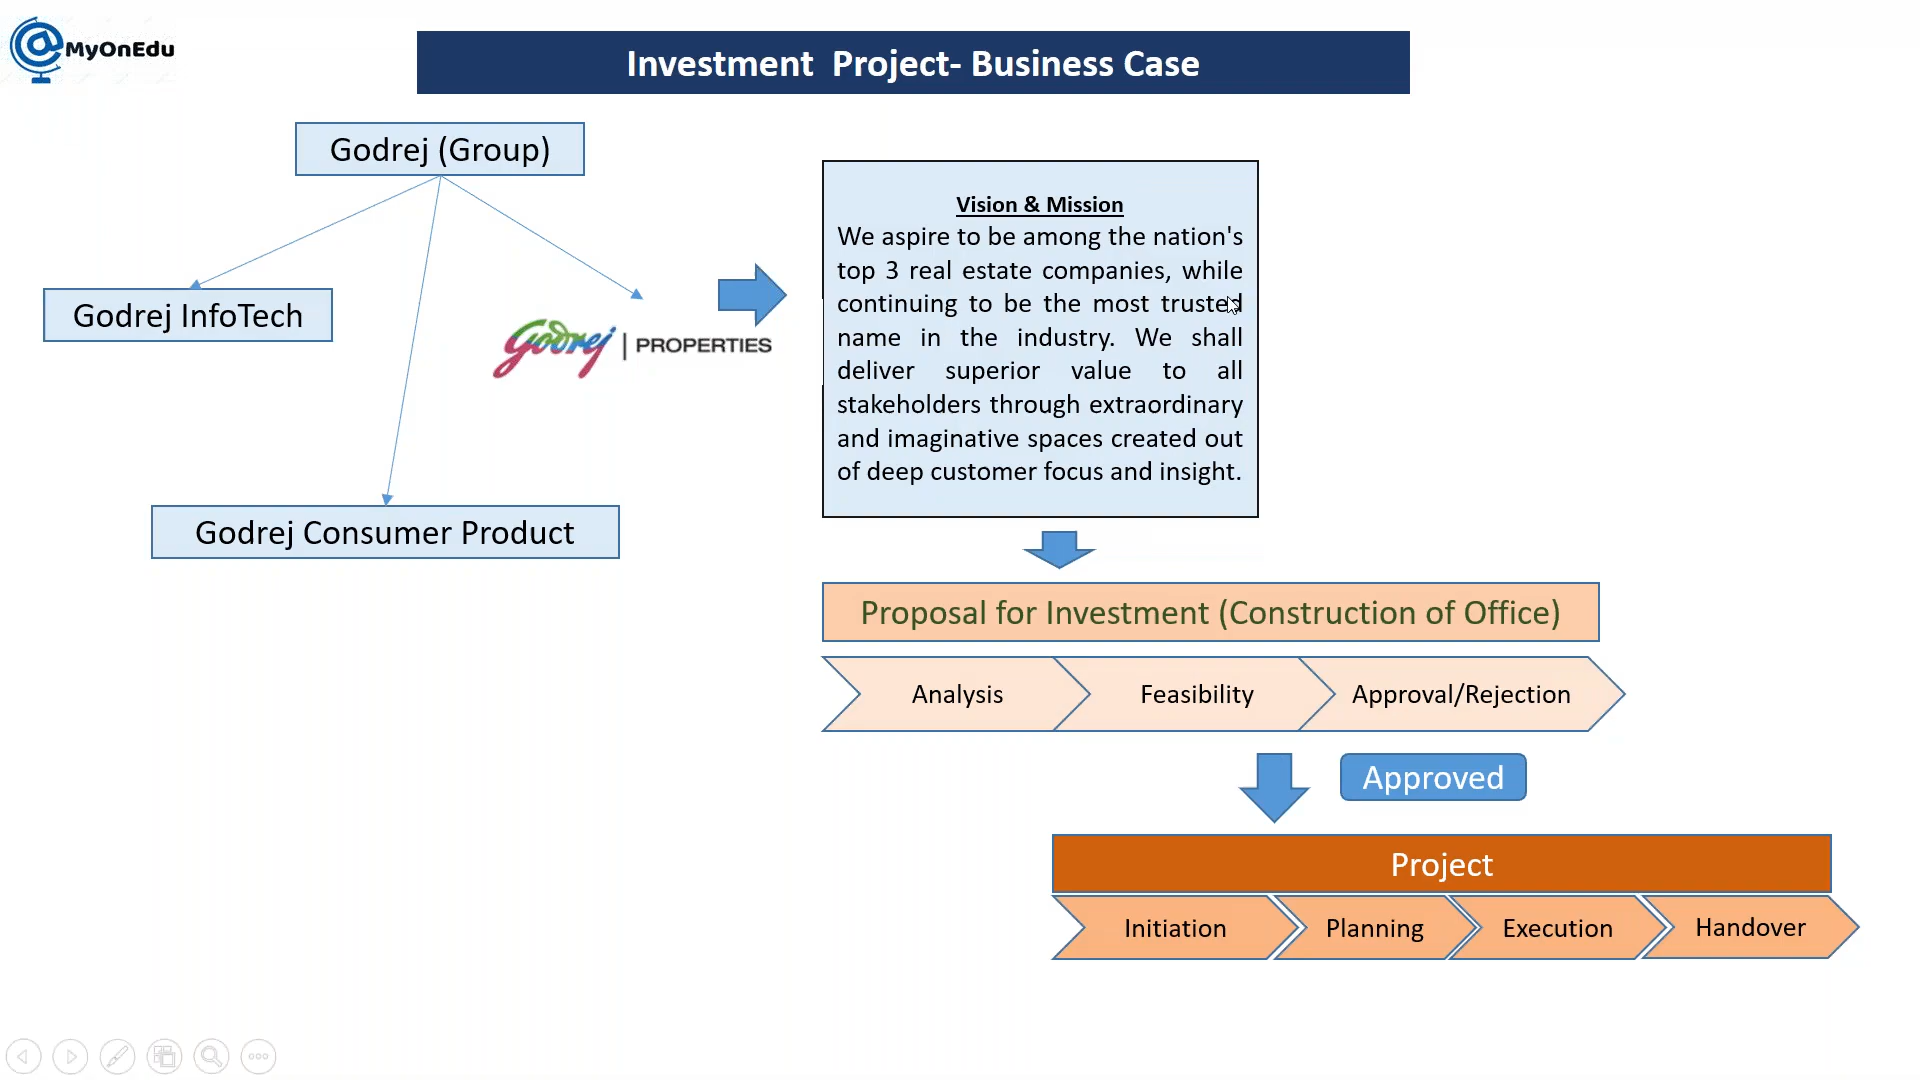 @MyOnEdu
Investment  Project- Business Case
Godrej (Group)
Godrej InfoTech
Godrej | PROPERTIES
Godrej Consumer Product
Vision & Mission
We aspire to be among the nation's
top 3 real estate companies, while
continuing to be the most trusted
name in the industry. We shall
deliver superior value to all
stakeholders through extraordinary
and imaginative spaces created out
of deep customer focus and insight.
Proposal for Investment (Construction of Office)
Analysis
Feasibility
Approval/Rejection
Approved
Project
Initiation
Planning
Execution
Handover